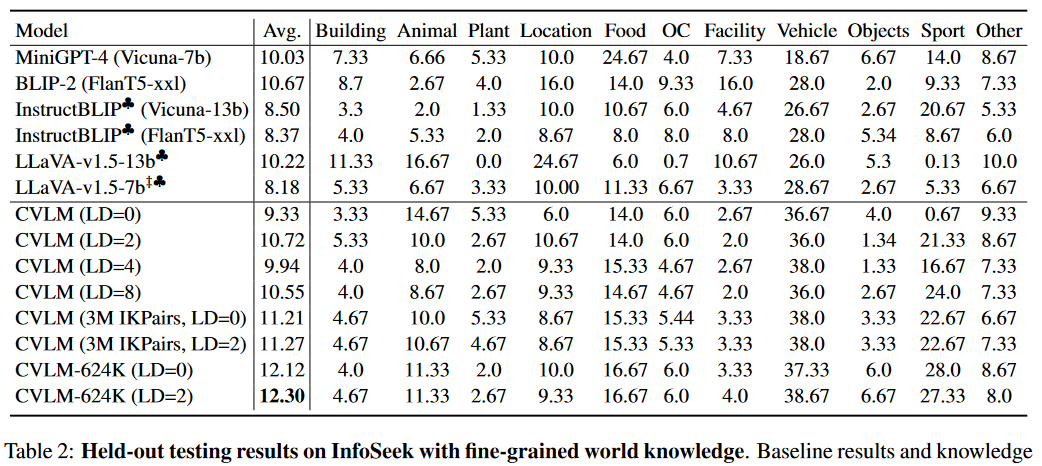 Model Avg. Building Animal Plant Location Food OC Facility Vehicle Objects Sport Other
MiniGPT-4 (Vicuna-7b) 10.03 7.33 6.66 5.33 10.0 24.67 4.0 7.33 18.67 6.67 14.0 8.67
BLIP-2 (FlanT5-xxl) 10.67 8.7 2.67 4.0 16.0 14.0 9.33 16.0 28.0 2.0 9.33 7.33
InstructBLIP♣ (Vicuna-13b) 8.50 3.3 2.0 1.33 10.0 10.67 6.0 4.67 26.67 2.67 20.67 5.33
InstructBLIP♣ (FlanT5-xxl) 8.37 4.0 5.33 2.0 8.67 8.0 8.0 8.0 28.0 5.34 8.67 6.0
LLaVA-v1.5-13b♣ 10.22 11.33 16.67 0.0 24.67 6.0 0.7 10.67 26.0 5.3 0.13 10.0
LLaVA-v1.5-7b‡♣ 8.18 5.33 6.67 3.33 10.00 11.33 6.67 3.33 28.67 2.67 5.33 6.67
CVLM (LD=0) 9.33 3.33 14.67 5.33 6.0 14.0 6.0 2.67 36.67 4.0 0.67 9.33
CVLM (LD=2) 10.72 5.33 10.0 2.67 10.67 14.0 6.0 2.0 36.0 1.34 21.33 8.67
CVLM (LD=4) 9.94 4.0 8.0 2.0 9.33 15.33 4.67 2.67 38.0 1.33 16.67 7.33
CVLM (LD=8) 10.55 4.0 8.67 2.67 9.33 14.67 4.67 2.0 36.0 2.67 24.0 7.33
CVLM (3M IKPairs, LD=0) 11.21 4.67 10.0 5.33 8.67 15.33 5.44 3.33 38.0 3.33 22.67 6.67
CVLM (3M IKPairs, LD=2) 11.27 4.67 10.67 4.67 8.67 15.33 5.33 3.33 38.0 3.33 22.67 7.33
CVLM-624K (LD=0) 12.12 4.0 11.33 2.0 10.0 16.67 6.0 3.33 37.33 6.0 28.0 8.67
CVLM-624K (LD=2) 12.30 4.67 11.33 2.67 9.33 16.67 6.0 4.0 38.67 6.67 27.33 8.0
Table 2: Held-out testing results on InfoSeek with fine-grained world knowledge. Baseline results and knowledge